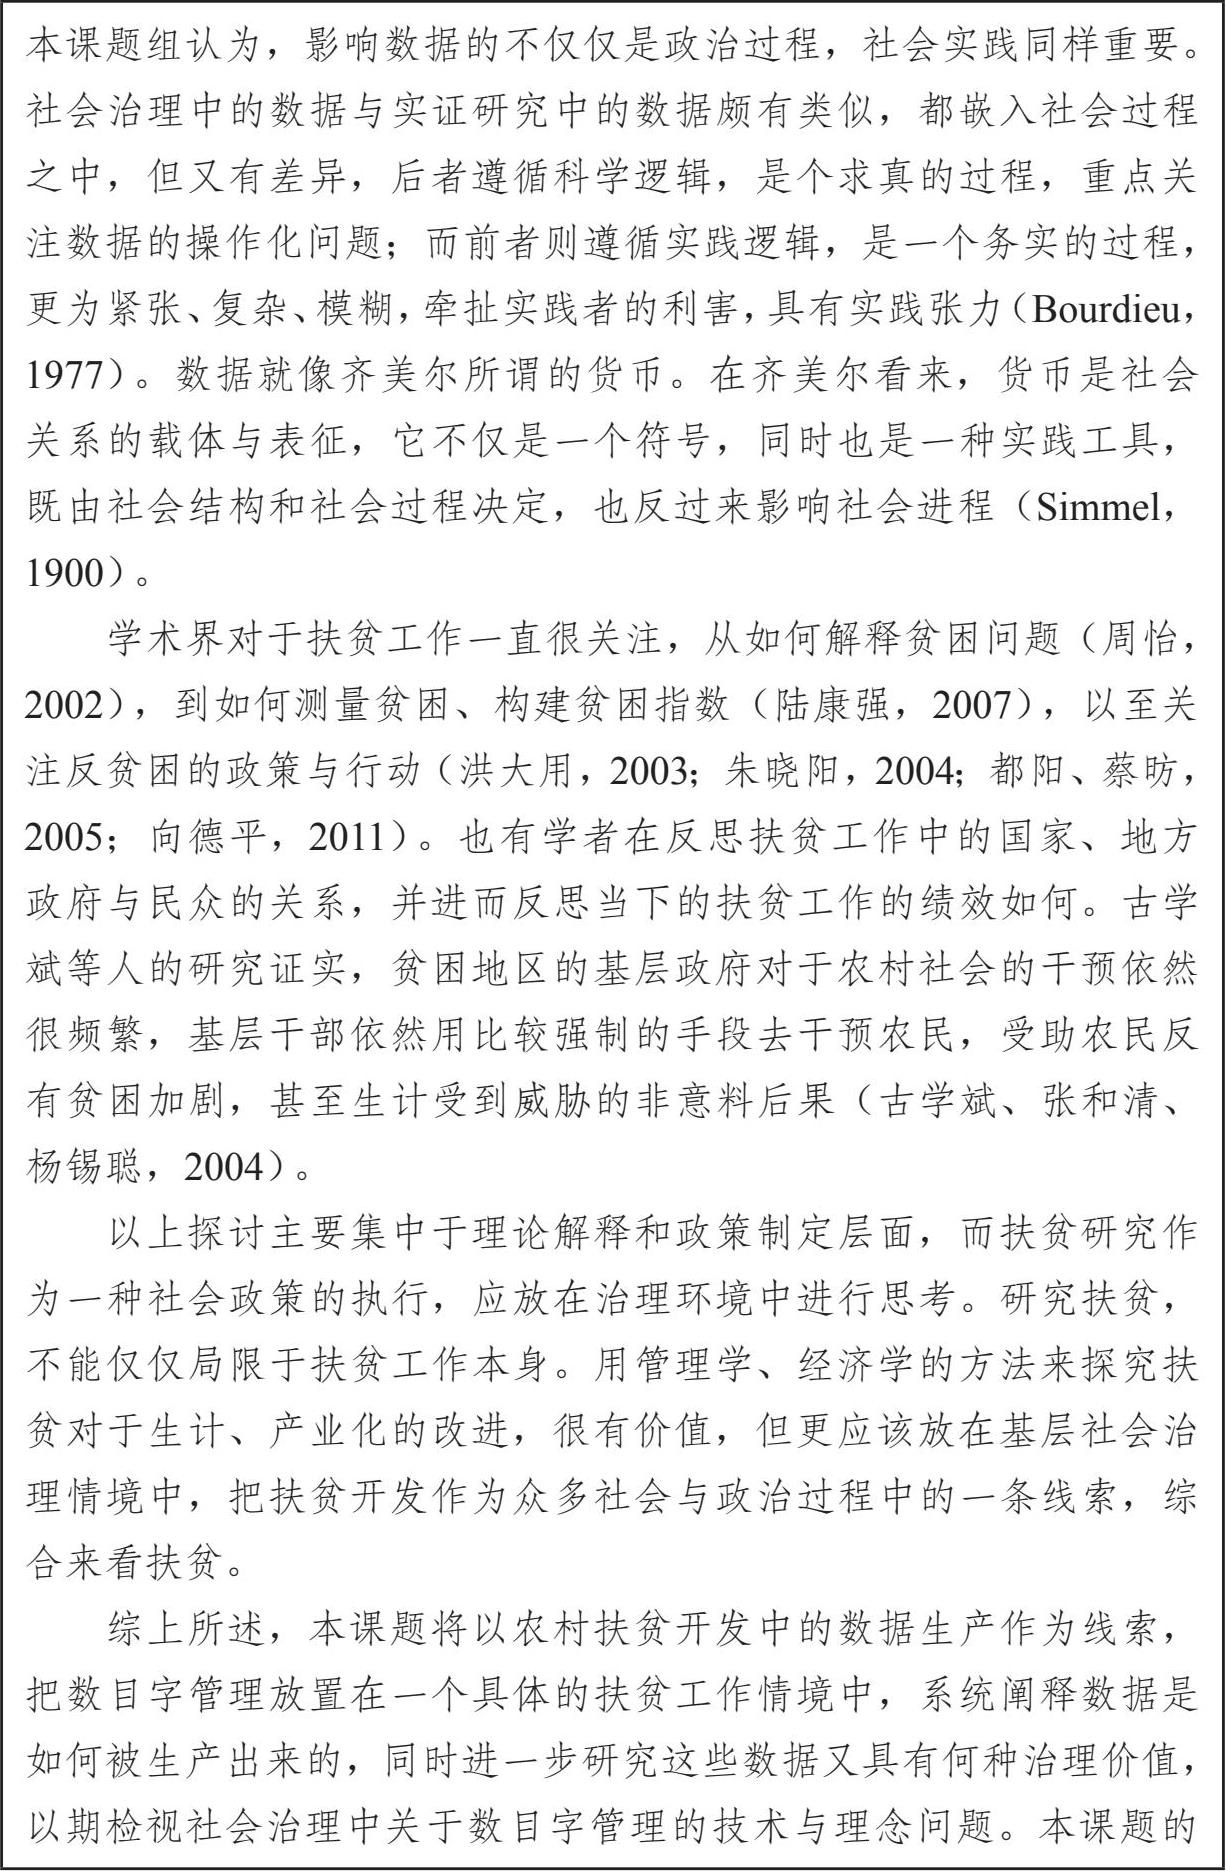 本课题组认为，影响数据的不仅仅是政治过程，社会实践同样重要。
社会治理中的数据与实证研究中的数据颇有类似，都嵌入社会过程
之中，但又有差异，后者遵循科学逻辑，是个求真的过程，重点关
注数据的操作化问题；而前者则遵循实践逻辑，是一个务实的过程，
更为紧张、复杂、模糊，牵扯实践者的利害，具有实践张力（Bourdieu，
1977）。数据就像齐美尔所谓的货币。在齐美尔看来，货币是社会
关系的载体与表征，它不仅是一个符号，同时也是一种实践工具，
既由社会结构和社会过程决定，也反过来影响社会进程（Simmel，
1900）。
学术界对于扶贫工作一直很关注，从如何解释贫困问题（周怡，
2002），到如何测量贫困、构建贫困指数（陆康强，2007），以至关
注反贫困的政策与行动（洪大用，2003；朱晓阳，2004；都阳、蔡昉，
2005；向德平，2011）。也有学者在反思扶贫工作中的国家、地方
政府与民众的关系，并进而反思当下的扶贫工作的绩效如何。古学
斌等人的研究证实，贫困地区的基层政府对于农村社会的干预依然
很频繁，基层干部依然用比较强制的手段去干预农民，受助农民反
有贫困加剧，甚至生计受到威胁的非意料后果（古学斌、张和清、
杨锡聪，2004）。
以上探讨主要集中于理论解释和政策制定层面，而扶贫研究作
为一种社会政策的执行，应放在治理环境中进行思考。研究扶贫，
不能仅仅局限于扶贫工作本身。用管理学、经济学的方法来探究扶
贫对于生计、产业化的改进，很有价值，但更应该放在基层社会治
理情境中，把扶贫开发作为众多社会与政治过程中的一条线索，综
合来看扶贫。
综上所述，本课题将以农村扶贫开发中的数据生产作为线索，
把数目字管理放置在一个具体的扶贫工作情境中，系统阐释数据是
如何被生产出来的，同时进一步研究这些数据又具有何种治理价值，
以期检视社会治理中关于数目字管理的技术与理念问题。本课题的